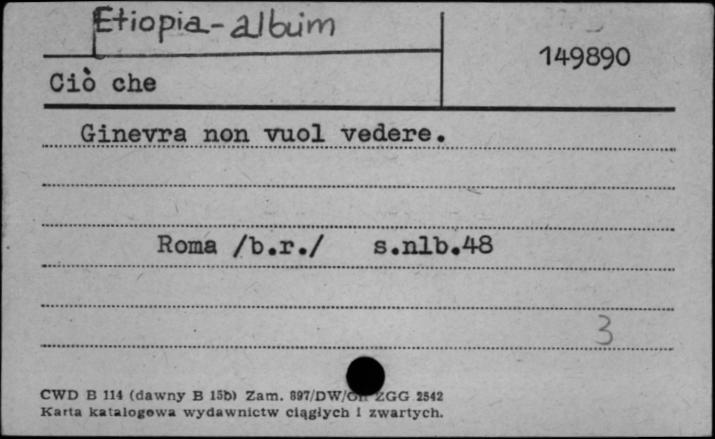 Etiopia-album
149890
Ciò che
Ginevra non vuol vedere.
Roma /b.r./ s.nlb.48
3
CWD B 114 (dawny B 15b) Zam. 897/DW/ ZGG 2542
Karta katalogowa wydawnictw ciągłych i zwartych.